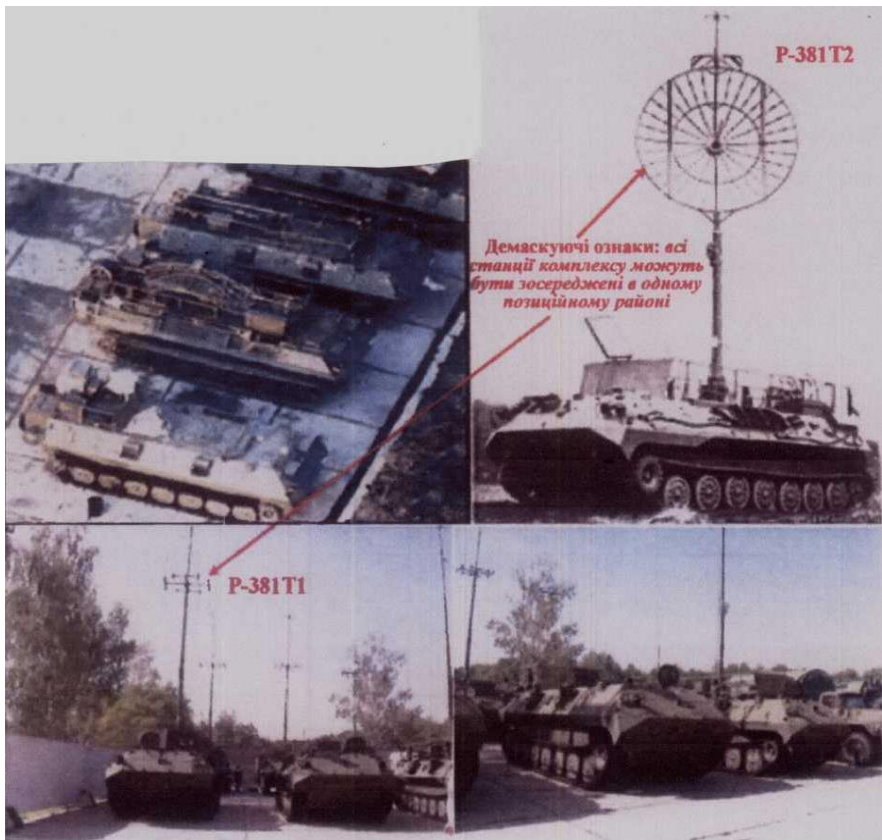 Р-381Т2
Демаскуючі ознаки: всі
станції комплексу можуть
бути зосереджені в одному
позиційному районі
Р-381Т1